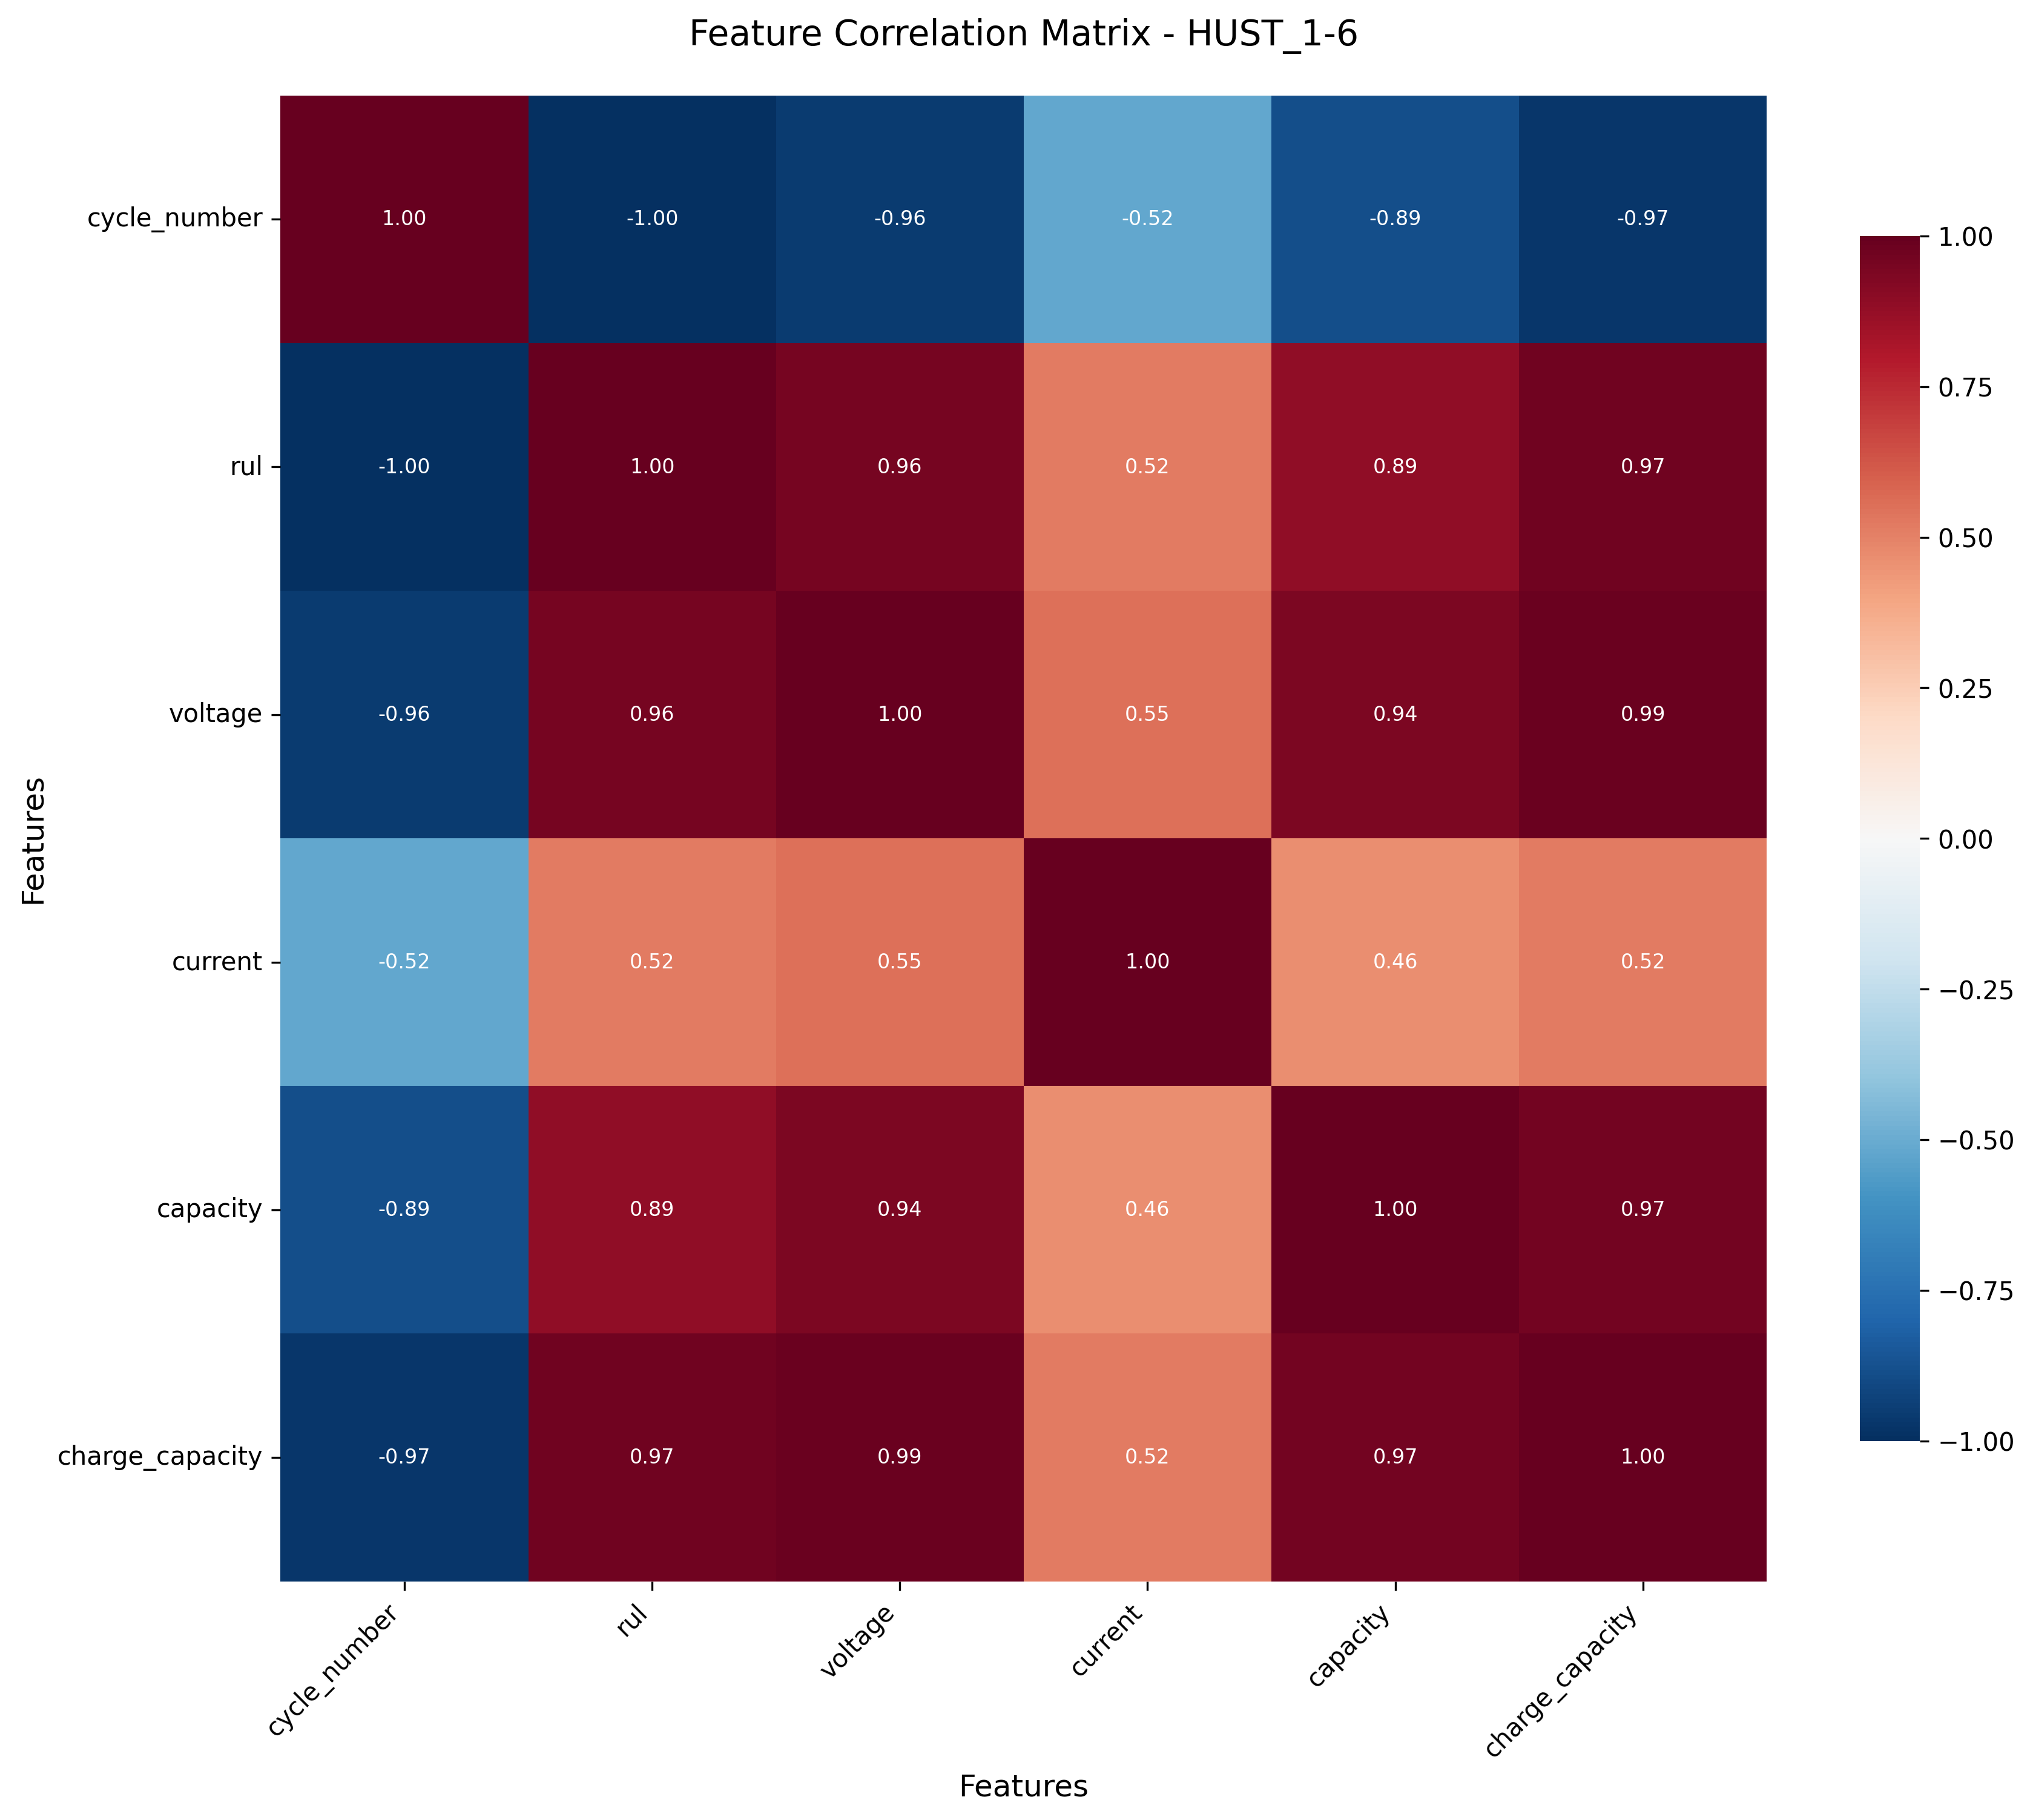 Feature Correlation Matrix - HUST_1-6
cycle_number 1.00 -1.00 -0.96 -0.52 -0.89 -0.97
rul -1.00 1.00 0.96 0.52 0.89 0.97
voltage -0.96 0.96 1.00 0.55 0.94 0.99
current -0.52 0.52 0.55 1.00 0.46 0.52
capacity -0.89 0.89 0.94 0.46 1.00 0.97
charge_capacity -0.97 0.97 0.99 0.52 0.97 1.00
Features
cycle_number rul voltage current capacity charge_capacity
Features
1.00
0.75
0.50
0.25
0.00
−0.25
−0.50
−0.75
−1.00